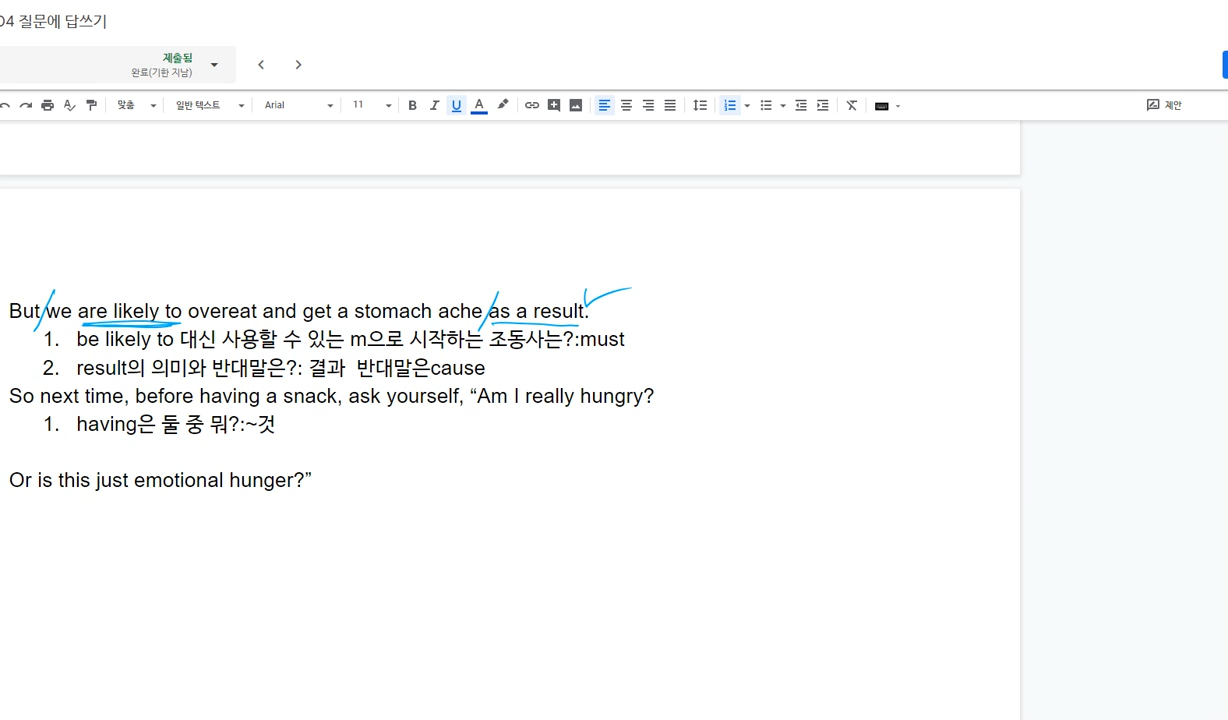 04 질문에 답쓰기
제출됨
완료(기한 지남)
맞춤 일반 텍스트 Arial 11 B I U A 제안
But we are likely to overeat and get a stomach ache as a result.
1. be likely to 대신 사용할 수 있는 m으로 시작하는 조동사는?:must
2. result의 의미와 반대말은?: 결과 반대말은cause
So next time, before having a snack, ask yourself, “Am I really hungry?
1. having은 둘 중 뭐?:~것
Or is this just emotional hunger?”